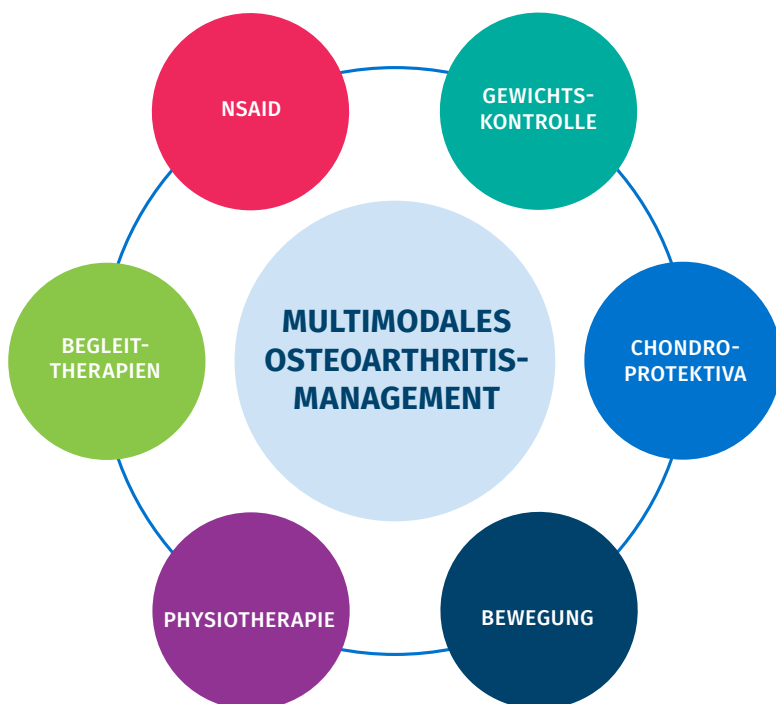 NSAID
GEWICHTS-
KONTROLLE
BEGLEIT-
THERAPIEN
MULTIMODALES
OSTEOARTHRITIS-
MANAGEMENT
CHONDRO-
PROTEKTIVA
PHYSIOTHERAPIE
BEWEGUNG